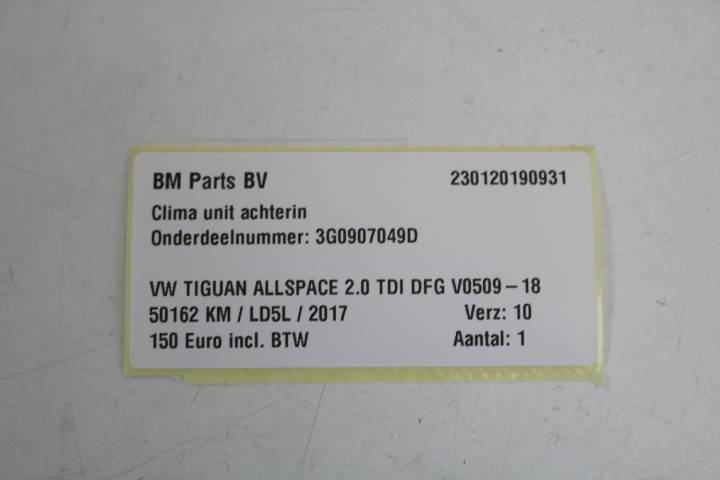 BM Parts BV 230120190931
Clima unit achterin
Onderdeelnummer: 3G0907049D
VW TIGUAN ALLSPACE 2.0 TDI DFG V0509-18
50162 KM / LD5L / 2017 Verz: 10
150 Euro incl. BTW Aantal: 1